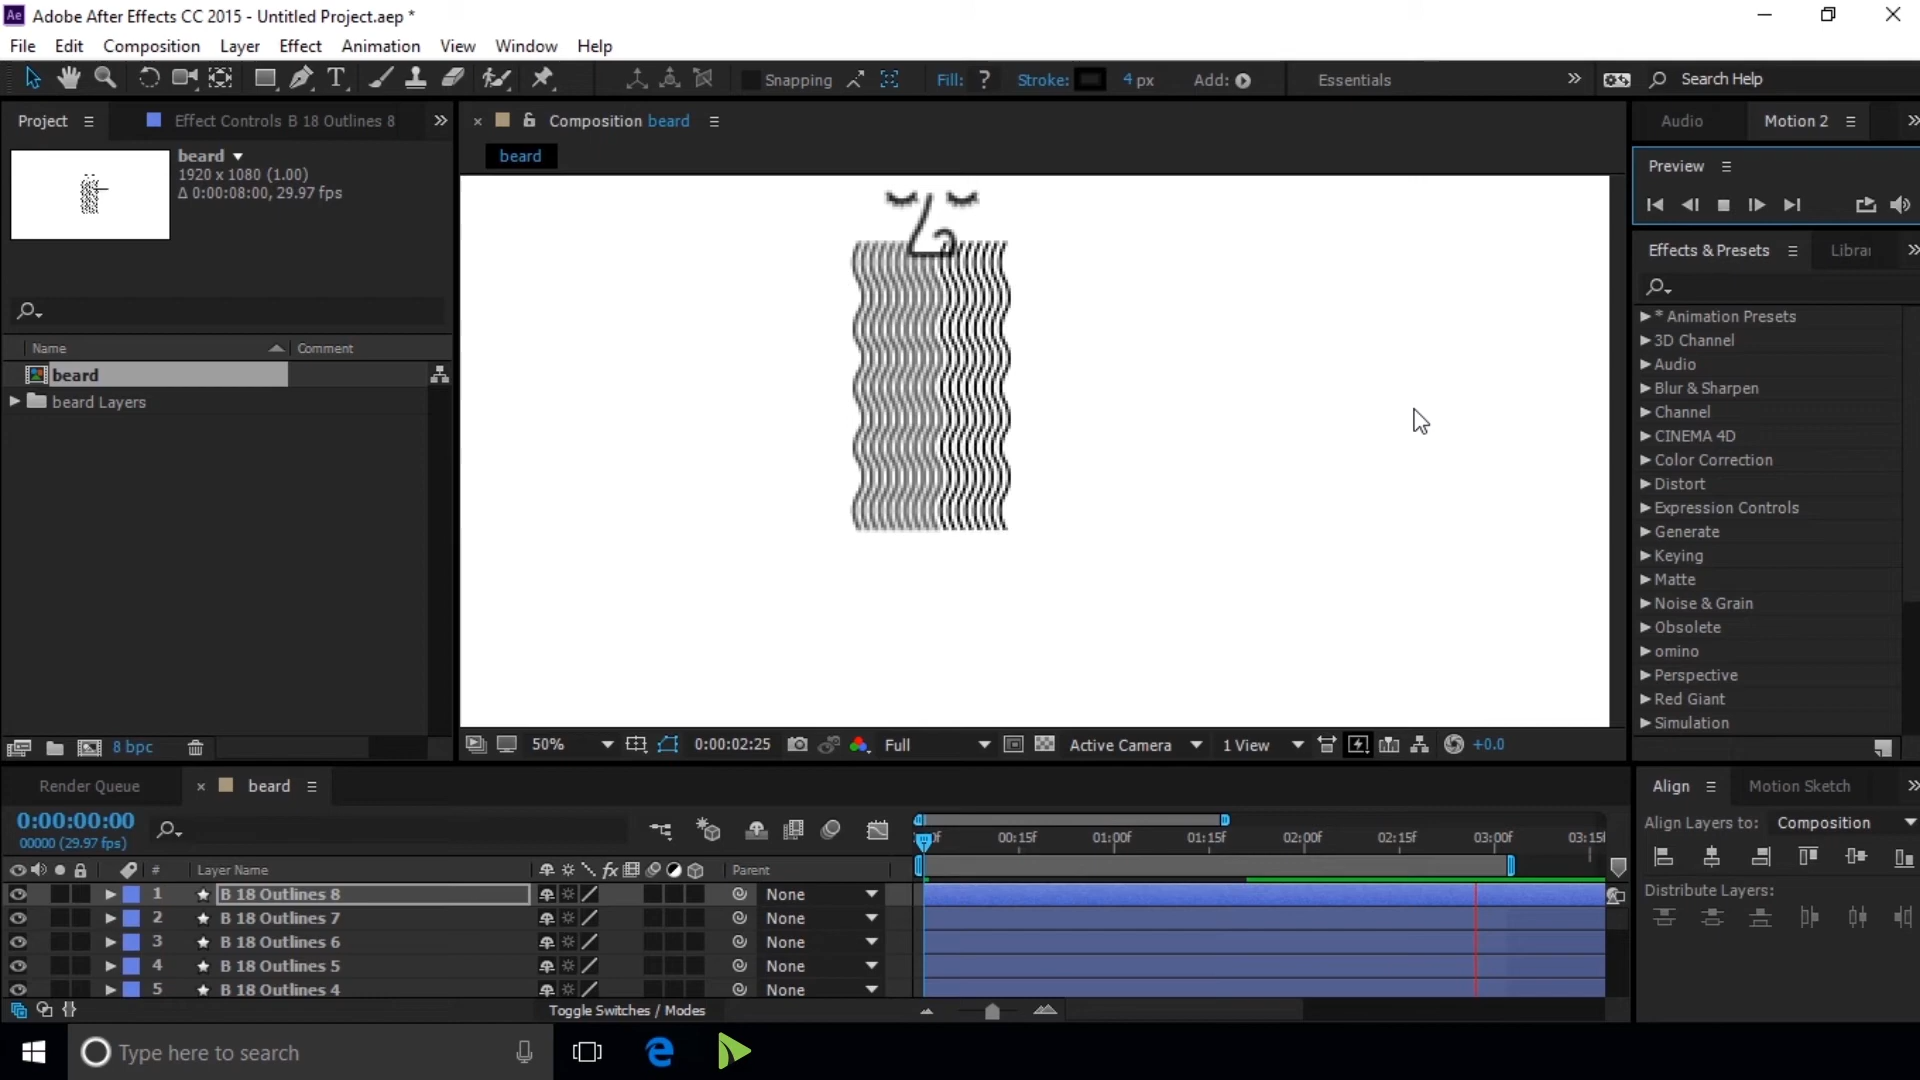 Ae Adobe After Effects CC 2015 - Untitled Project.aep *
File Edit Composition Layer Effect Animation View Window Help
Snapping Fill: ? Stroke: 4 px Add: Essentials Search Help
Project Effect Controls B 18 Outlines 8
Composition beard
Audio Motion 2
beard
1920 x 1080 (1.00)
Δ 0:00:08:00, 29.97 fps
beard
Preview
Effects & Presets
Name Comment
beard
beard Layers
* Animation Presets
3D Channel
Audio
Blur & Sharpen
Channel
CINEMA 4D
Color Correction
Distort
Expression Controls
Generate
Keying
Matte
Noise & Grain
Obsolete
omino
Perspective
Red Giant
Simulation
8 bpc
50% 0:00:02:25 Full Active Camera 1 View +0.0
Render Queue beard
Align Motion Sketch
0:00:00:00
00000 (29.97 fps)
00:15f 01:00f 01:15f 02:00f 02:15f 03:00f
Align Layers to: Composition
# Layer Name fx Parent
Distribute Layers:
1 B 18 Outlines 8 None
2 B 18 Outlines 7 None
3 B 18 Outlines 6 None
4 B 18 Outlines 5 None
5 B 18 Outlines 4 None
Toggle Switches / Modes
Type here to search